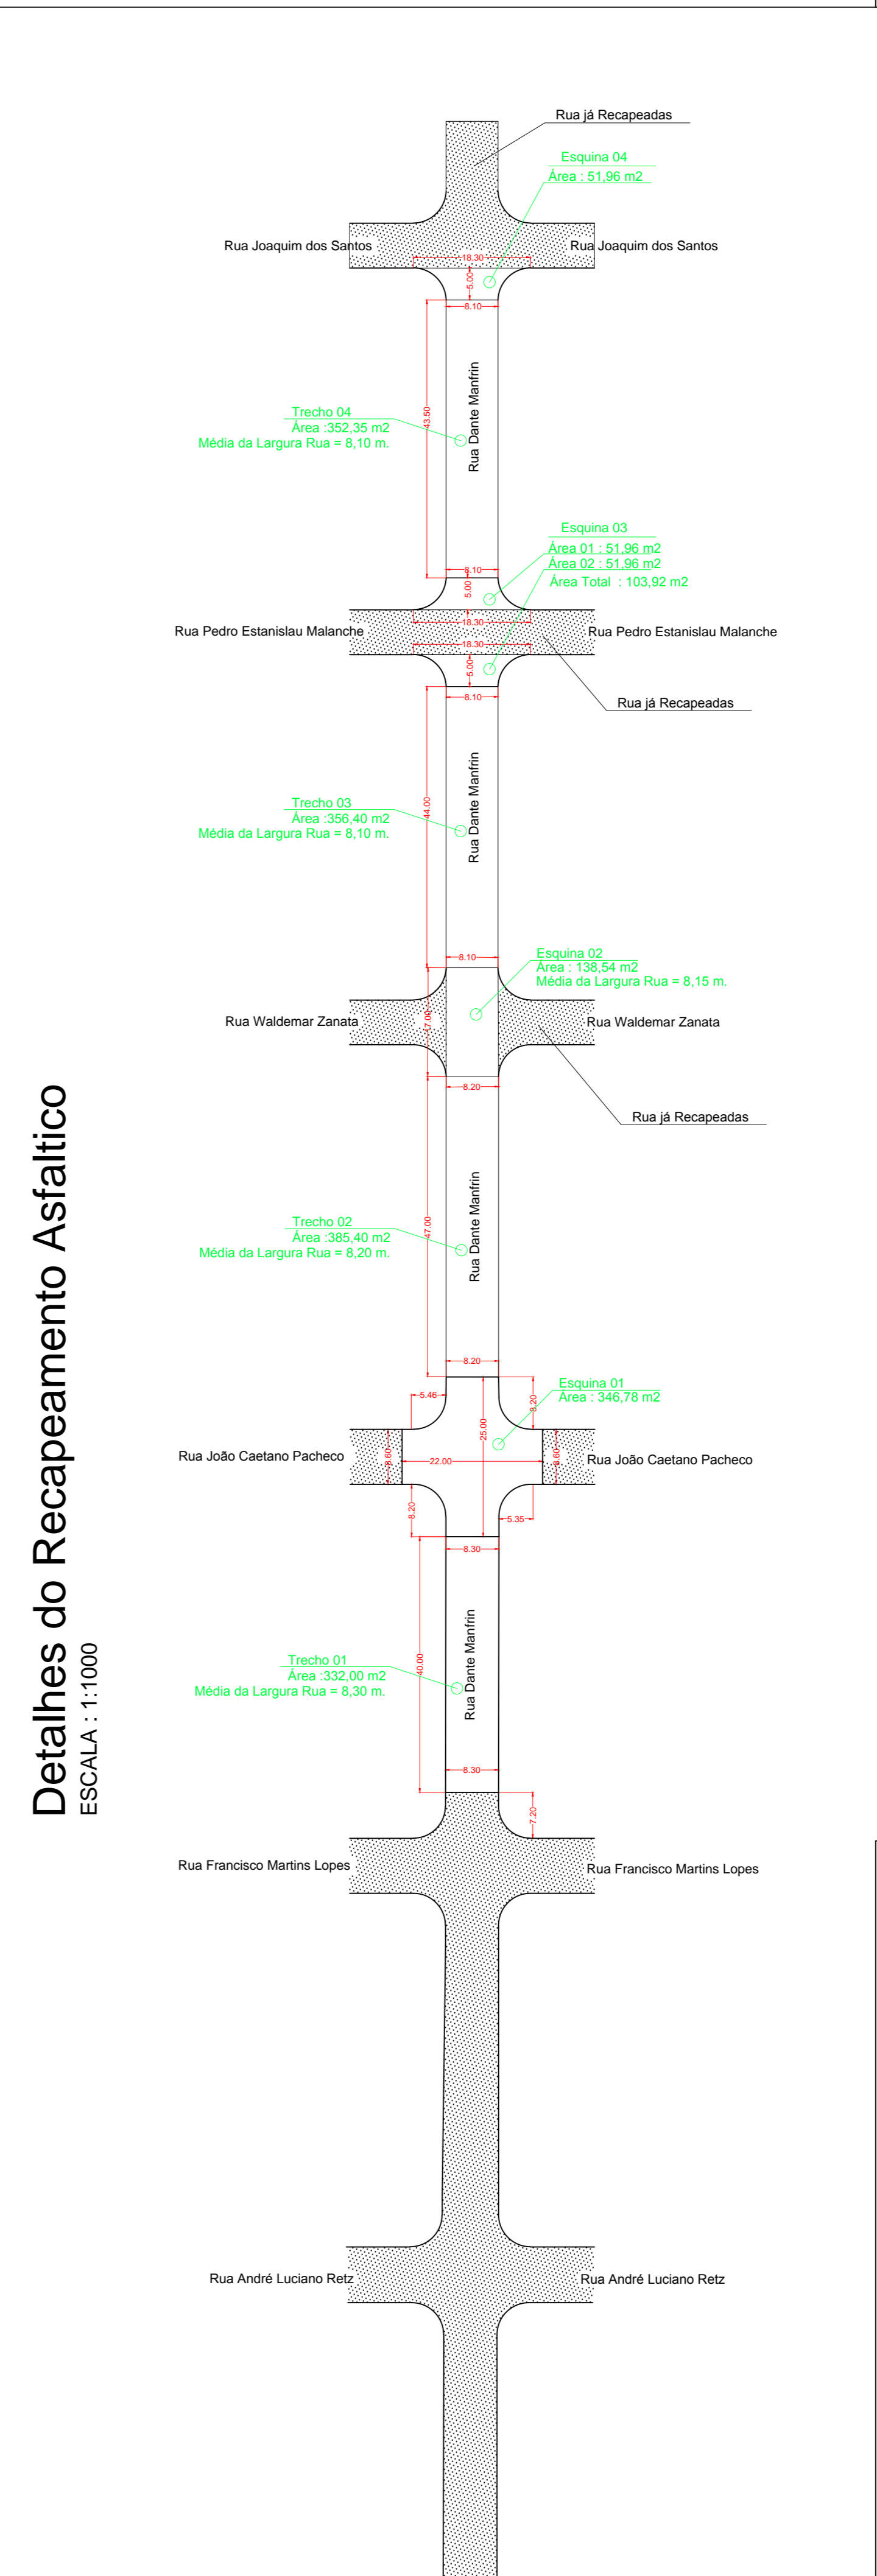 Detalhes do Recapeamento Asfaltico
ESCALA : 1:1000
Rua já Recapeadas
Esquina 04
Área : 51,96 m2
Rua Joaquim dos Santos
Rua Joaquim dos Santos
18.30
5.00
8.10
43.50
Rua Dante Manfrin
Trecho 04
Área :352,35 m2
Média da Largura Rua = 8,10 m.
Esquina 03
Área 01 : 51,96 m2
Área 02 : 51,96 m2
Área Total : 103,92 m2
8.10
5.00
18.30
Rua Pedro Estanislau Malanche
Rua Pedro Estanislau Malanche
18.30
5.00
8.10
Rua já Recapeadas
44.00
Rua Dante Manfrin
Trecho 03
Área :356,40 m2
Média da Largura Rua = 8,10 m.
8.10
Esquina 02
Área : 138,54 m2
Média da Largura Rua = 8,15 m.
17.00
Rua Waldemar Zanata
Rua Waldemar Zanata
8.20
Rua já Recapeadas
47.00
Rua Dante Manfrin
Trecho 02
Área :385,40 m2
Média da Largura Rua = 8,20 m.
8.20
Esquina 01
Área : 346,78 m2
5.46
8.20
25.00
Rua João Caetano Pacheco
8.60
22.00
8.60
Rua João Caetano Pacheco
8.20
5.35
8.30
40.00
Rua Dante Manfrin
Trecho 01
Área :332,00 m2
Média da Largura Rua = 8,30 m.
8.30
7.20
Rua Francisco Martins Lopes
Rua Francisco Martins Lopes
Rua André Luciano Retz
Rua André Luciano Retz